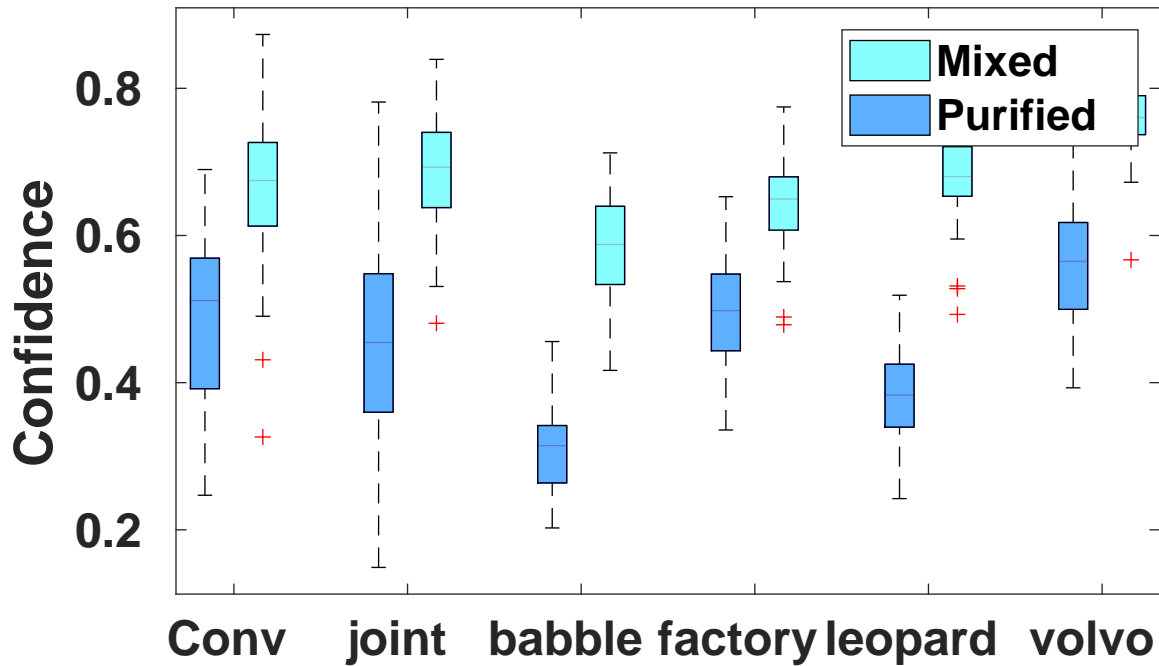 Mixed
Purified
0.8
0.6
0.4
0.2
Confidence
Conv joint babble factory leopard volvo